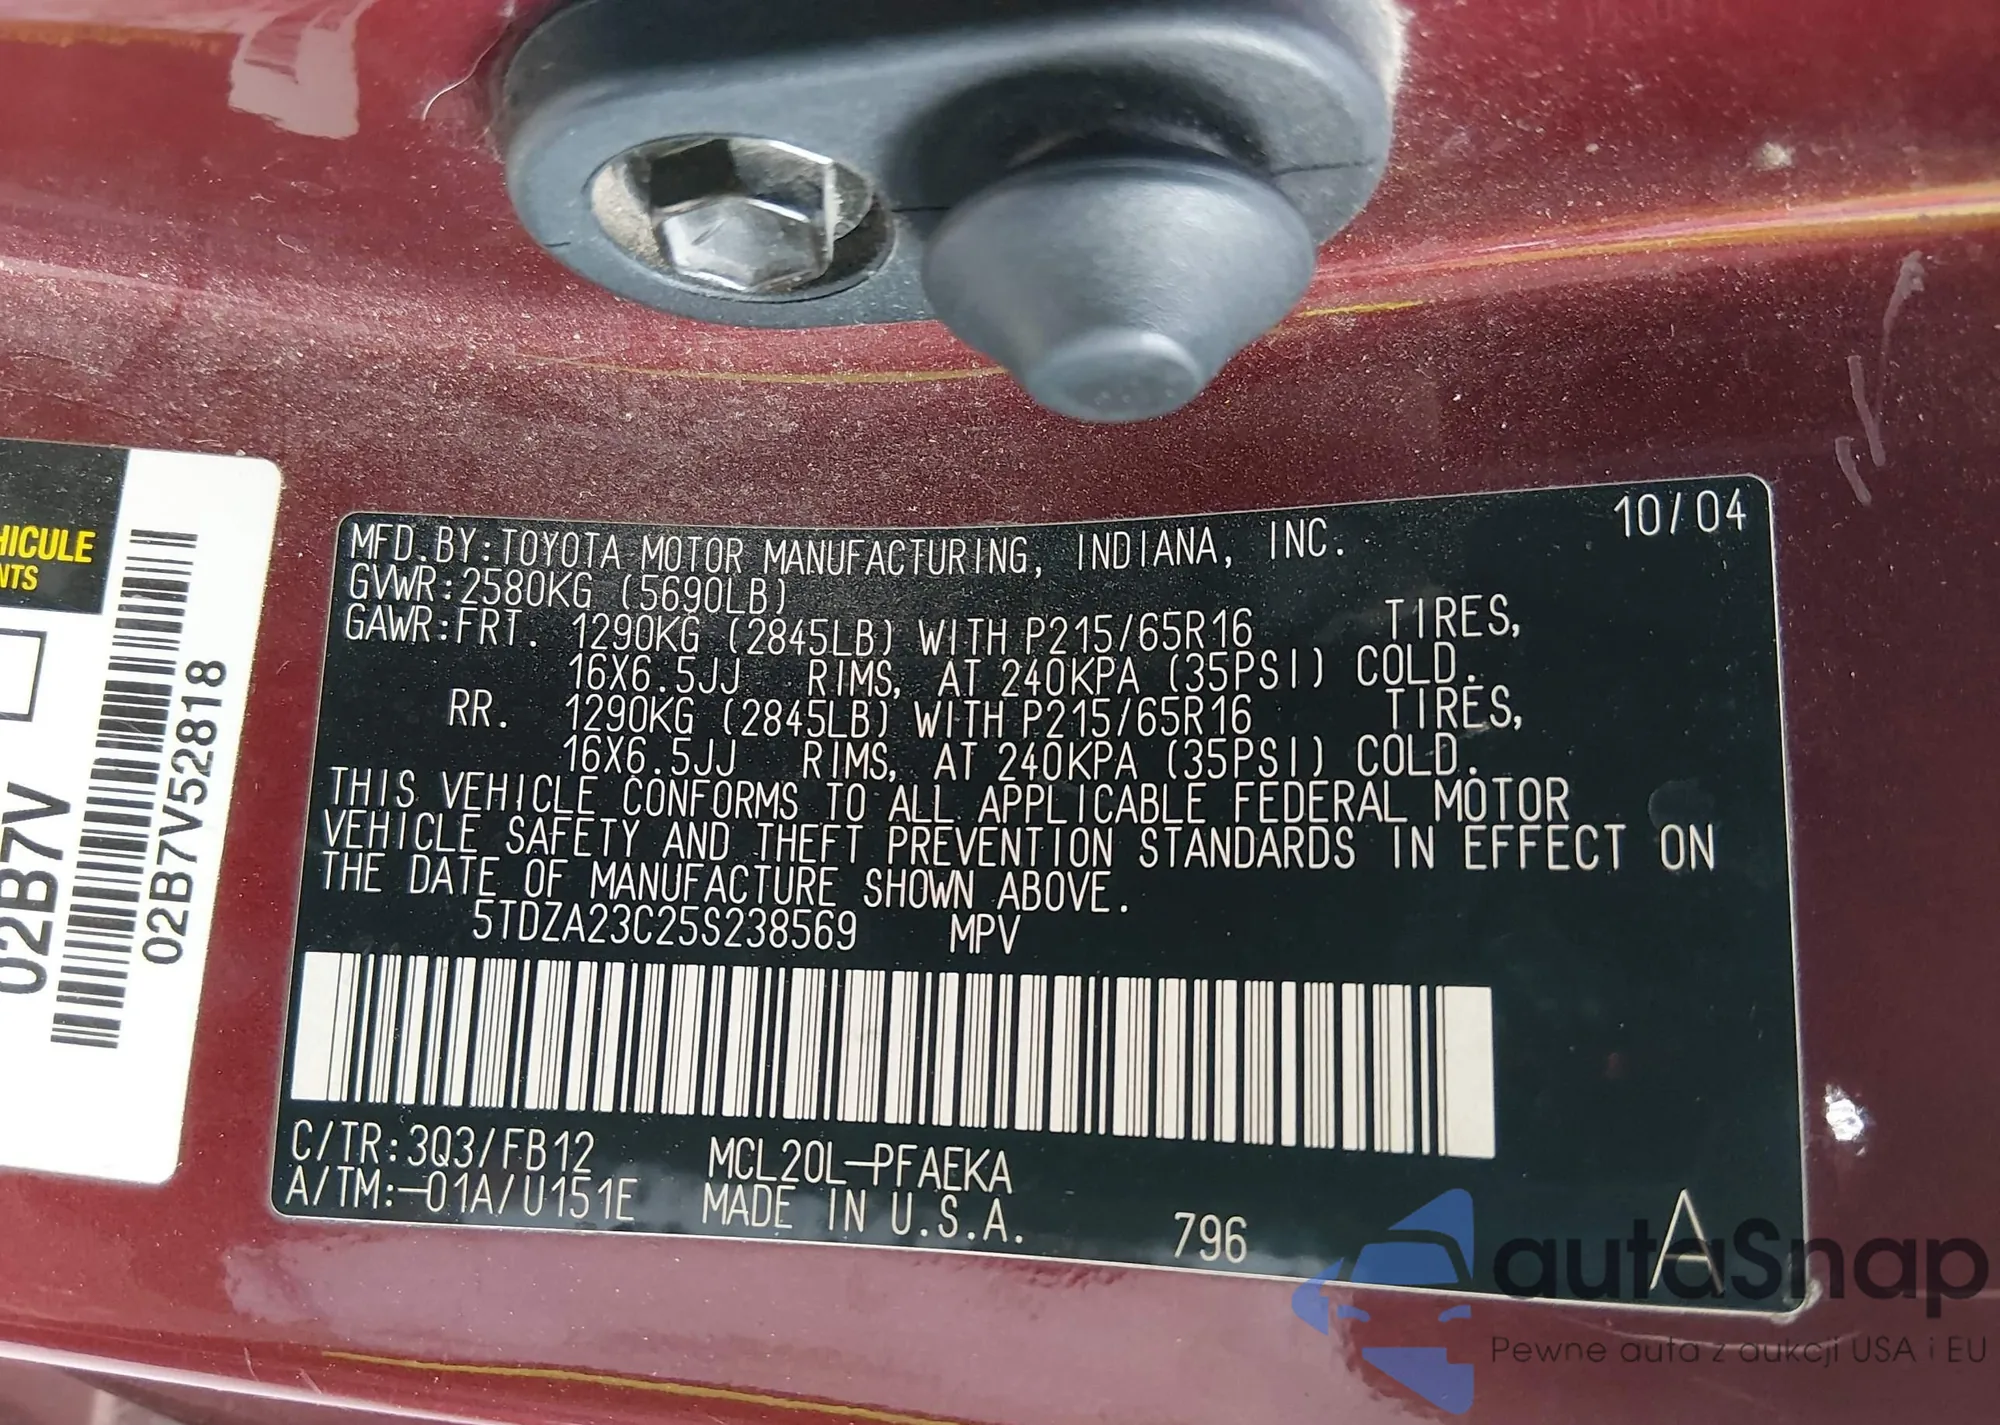 HICULE
NTS
02B7V
02B7V52818
10/04
MFD.BY:TOYOTA MOTOR MANUFACTURING, INDIANA, INC.
GVWR:2580KG (5690LB)
GAWR:FRT. 1290KG (2845LB) WITH P215/65R16 TIRES,
16X6.5JJ RIMS, AT 240KPA (35PSI) COLD.
RR. 1290KG (2845LB) WITH P215/65R16 TIRES,
16X6.5JJ RIMS, AT 240KPA (35PSI) COLD.
THIS VEHICLE CONFORMS TO ALL APPLICABLE FEDERAL MOTOR
VEHICLE SAFETY AND THEFT PREVENTION STANDARDS IN EFFECT ON
THE DATE OF MANUFACTURE SHOWN ABOVE.
5TDZA23C25S238569 MPV
C/TR:3Q3/FB12 MCL20L-PFAEKA
A/TM:-01A/U151E MADE IN U.S.A. 796 A
autaSnap
Pewne auta z aukcji USA i EU